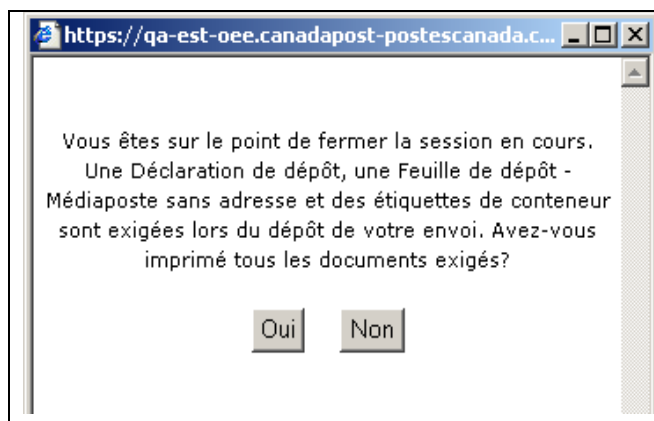 https://qa-est-oee.canadapost-postescanada.c...
Vous êtes sur le point de fermer la session en cours.
Une Déclaration de dépôt, une Feuille de dépôt -
Médiaposte sans adresse et des étiquettes de conteneur
sont exigées lors du dépôt de votre envoi. Avez-vous
imprimé tous les documents exigés?
Oui Non